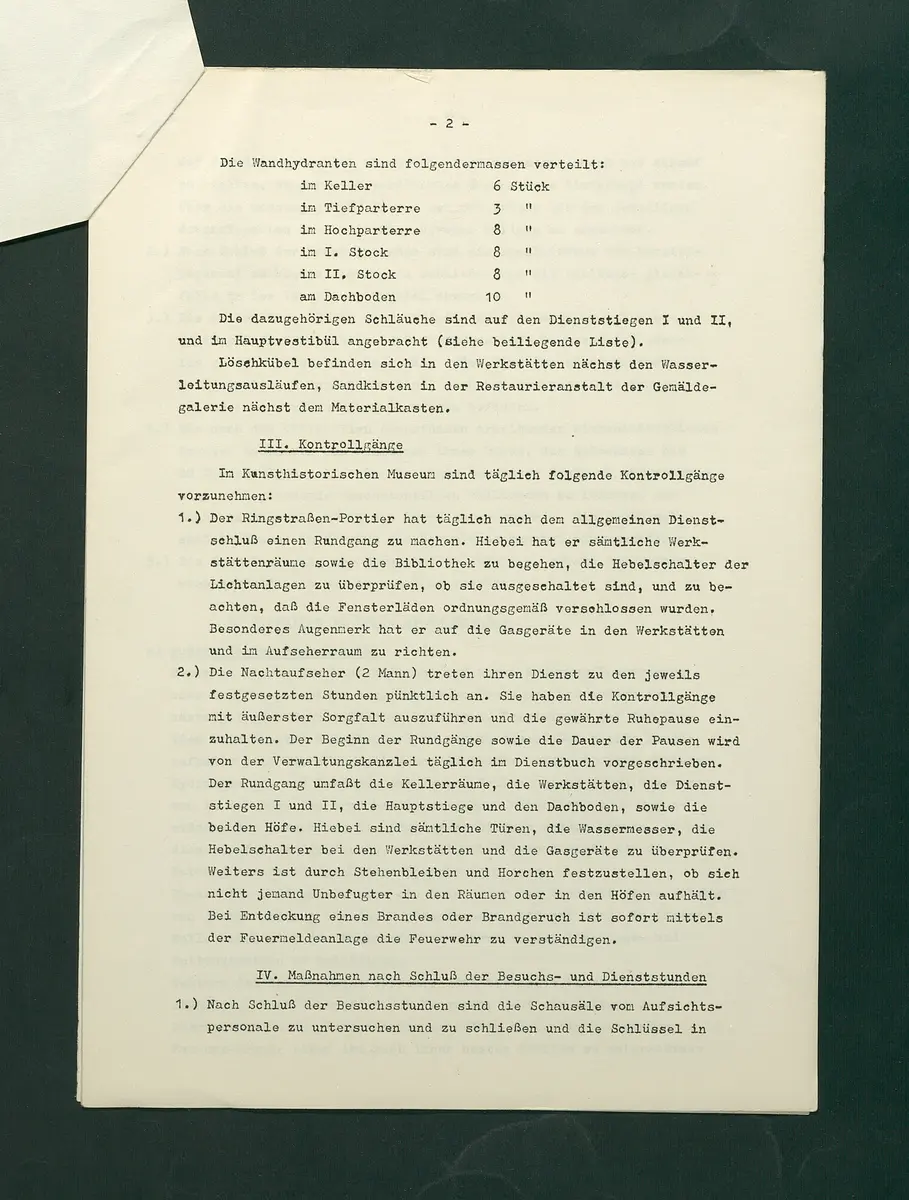 - 2 -
Die Wandhydranten sind folgendermassen verteilt:
im Keller 6 Stück
im Tiefparterre 3 "
im Hochparterre 8 "
im I. Stock 8 "
im II. Stock 8 "
am Dachboden 10 "
Die dazugehörigen Schläuche sind auf den Dienststiegen I und II,
und im Hauptvestibül angebracht (siehe beiliegende Liste).
Löschkübel befinden sich in den Werkstätten nächst den Wasser-
leitungsausläufen, Sandkisten in der Restaurieranstalt der Gemälde-
galerie nächst dem Materialkasten.
III. Kontrollgänge
Im Kunsthistorischen Museum sind täglich folgende Kontrollgänge
vorzunehmen:
1.) Der Ringstraßen-Portier hat täglich nach dem allgemeinen Dienst-
schluß einen Rundgang zu machen. Hiebei hat er sämtliche Werk-
stättenräume sowie die Bibliothek zu begehen, die Hebelschalter der
Lichtanlagen zu überprüfen, ob sie ausgeschaltet sind, und zu be-
achten, daß die Fensterläden ordnungsgemäß verschlossen wurden.
Besonderes Augenmerk hat er auf die Gasgeräte in den Werkstätten
und im Aufseherraum zu richten.
2.) Die Nachtaufseher (2 Mann) treten ihren Dienst zu den jeweils
festgesetzten Stunden pünktlich an. Sie haben die Kontrollgänge
mit äußerster Sorgfalt auszuführen und die gewährte Ruhepause ein-
zuhalten. Der Beginn der Rundgänge sowie die Dauer der Pausen wird
von der Verwaltungskanzlei täglich im Dienstbuch vorgeschrieben.
Der Rundgang umfaßt die Kellerräume, die Werkstätten, die Dienst-
stiegen I und II, die Hauptstiege und den Dachboden, sowie die
beiden Höfe. Hiebei sind sämtliche Türen, die Wassermesser, die
Hebelschalter bei den Werkstätten und die Gasgeräte zu überprüfen.
Weiters ist durch Stehenbleiben und Horchen festzustellen, ob sich
nicht jemand Unbefugter in den Räumen oder in den Höfen aufhält.
Bei Entdeckung eines Brandes oder Brandgeruch ist sofort mittels
der Feuermeldeanlage die Feuerwehr zu verständigen.
IV. Maßnahmen nach Schluß der Besuchs- und Dienststunden
1.) Nach Schluß der Besuchsstunden sind die Schausäle vom Aufsichts-
personale zu untersuchen und zu schließen und die Schlüssel in